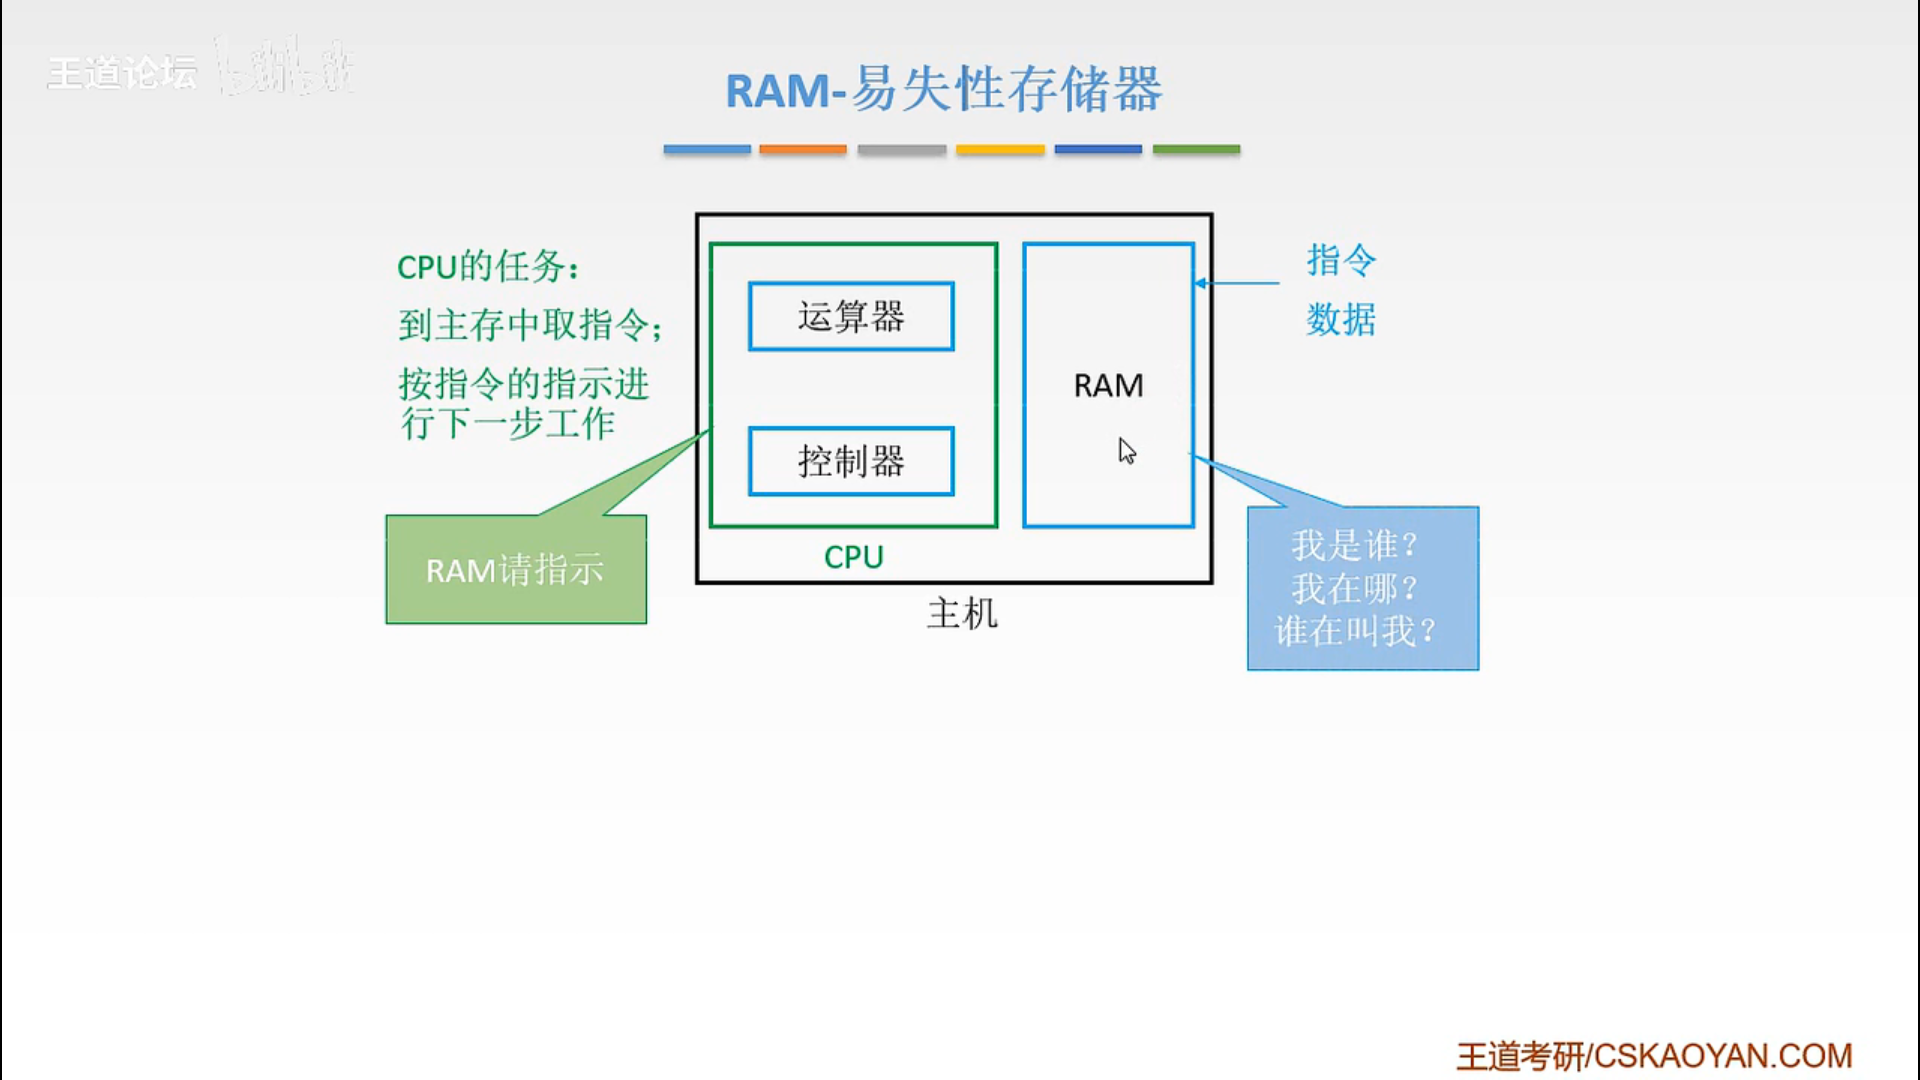 王道论坛 bilibili
RAM-易失性存储器
CPU的任务：
到主存中取指令；
按指令的指示进
行下一步工作
RAM请指示
运算器
控制器
CPU
RAM
主机
指令
数据
我是谁？
我在哪？
谁在叫我？
王道考研/CSKAOYAN.COM